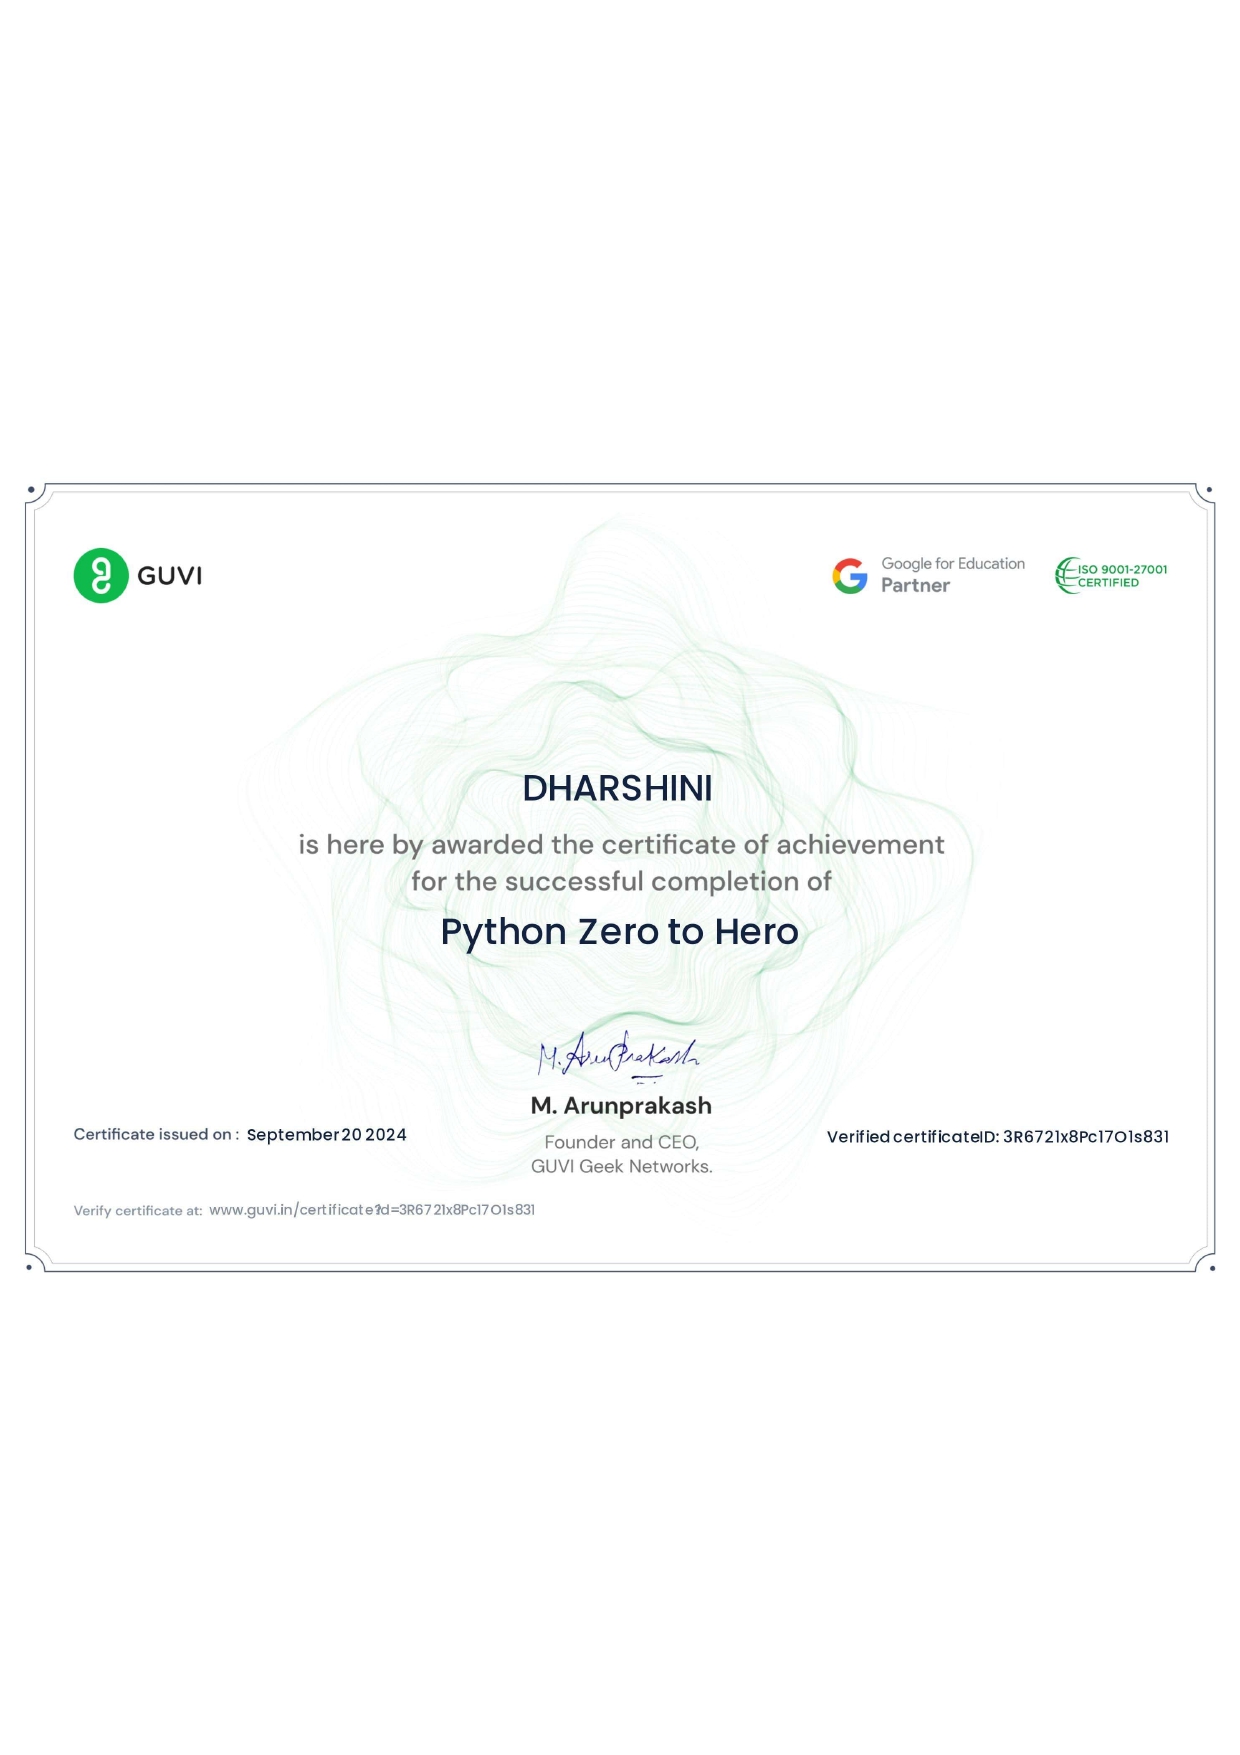 GUVI
Google for Education
Partner
ISO 9001-27001
CERTIFIED
DHARSHINI
is here by awarded the certificate of achievement
for the successful completion of
Python Zero to Hero
M. Arunprakash
M. Arunprakash
Founder and CEO,
GUVI Geek Networks.
Certificate issued on : September 20 2024
Verified certificate ID: 3R6721x8Pc17O1s831
Verify certificate at: www.guvi.in/certificate?id=3R6721x8Pc17O1s831